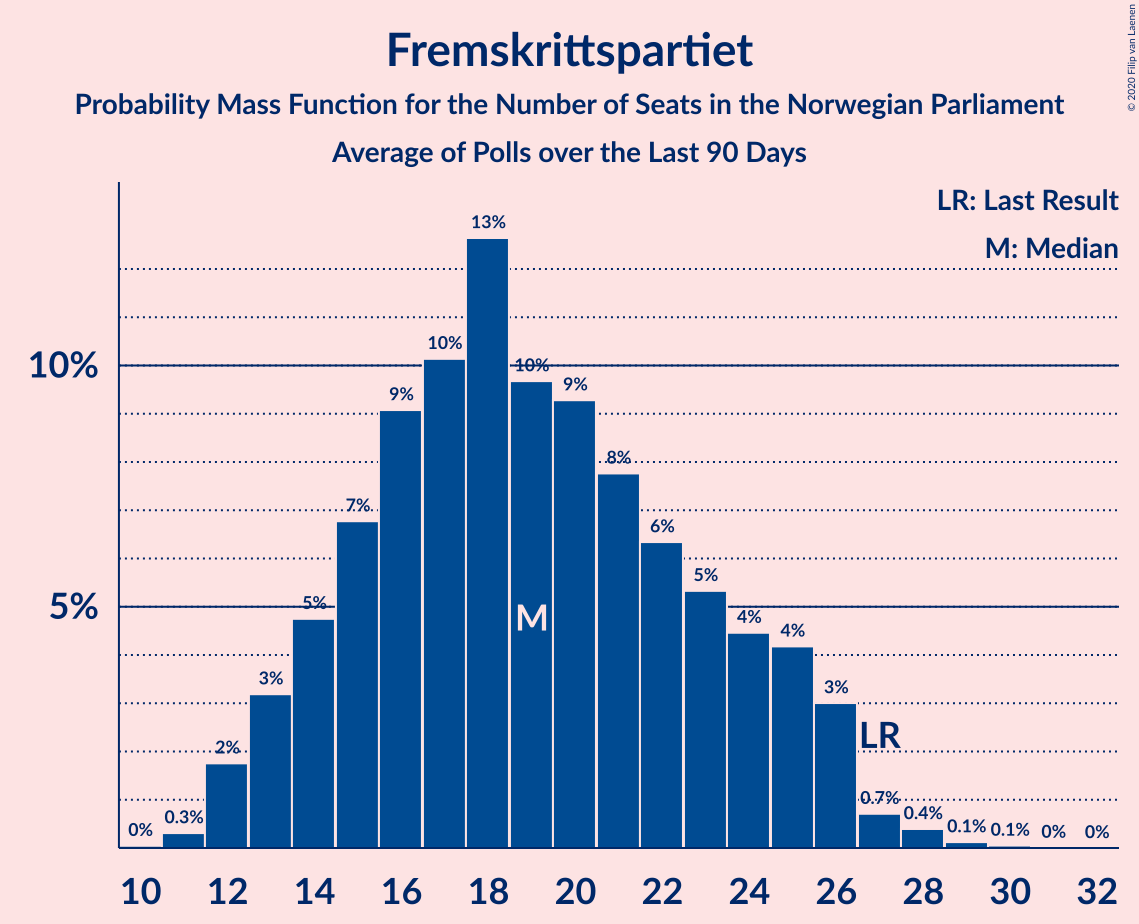 Fremskrittspartiet
Probability Mass Function for the Number of Seats in the Norwegian Parliament
Average of Polls over the Last 90 Days
© 2020 Filip van Laenen
LR: Last Result
M: Median
10%
5%
0%
0.3%
2%
3%
5%
7%
9%
10%
13%
10%
9%
8%
6%
5%
4%
4%
3%
0.7%
0.4%
0.1%
0.1%
0%
0%
M
LR
10 12 14 16 18 20 22 24 26 28 30 32